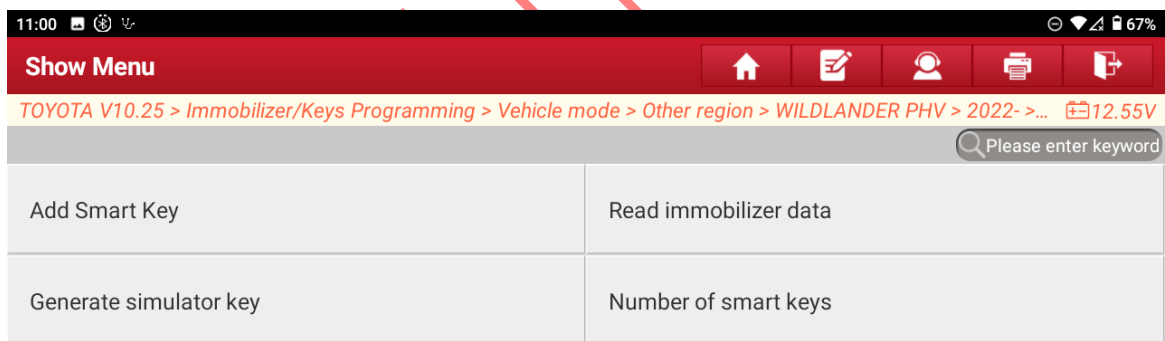 11:00 67%
Show Menu
TOYOTA V10.25 > Immobilizer/Keys Programming > Vehicle mode > Other region > WILDLANDER PHV > 2022- >... 12.55V
Please enter keyword
Add Smart Key
Read immobilizer data
Generate simulator key
Number of smart keys